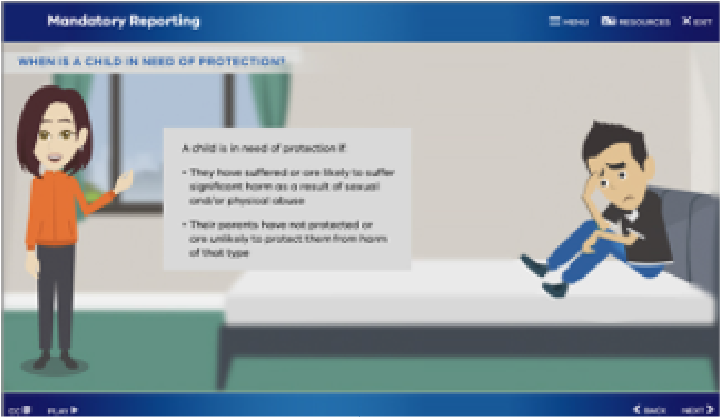 Mandatory Reporting
MENU
RESOURCES
EXIT
WHEN IS A CHILD IN NEED OF PROTECTION?
A child is in need of protection if:
• They have suffered or are likely to suffer
significant harm as a result of sexual
and/or physical abuse
• Their parents have not protected or
are unlikely to protect them from harm
of that type
CC
PLAY
BACK
NEXT